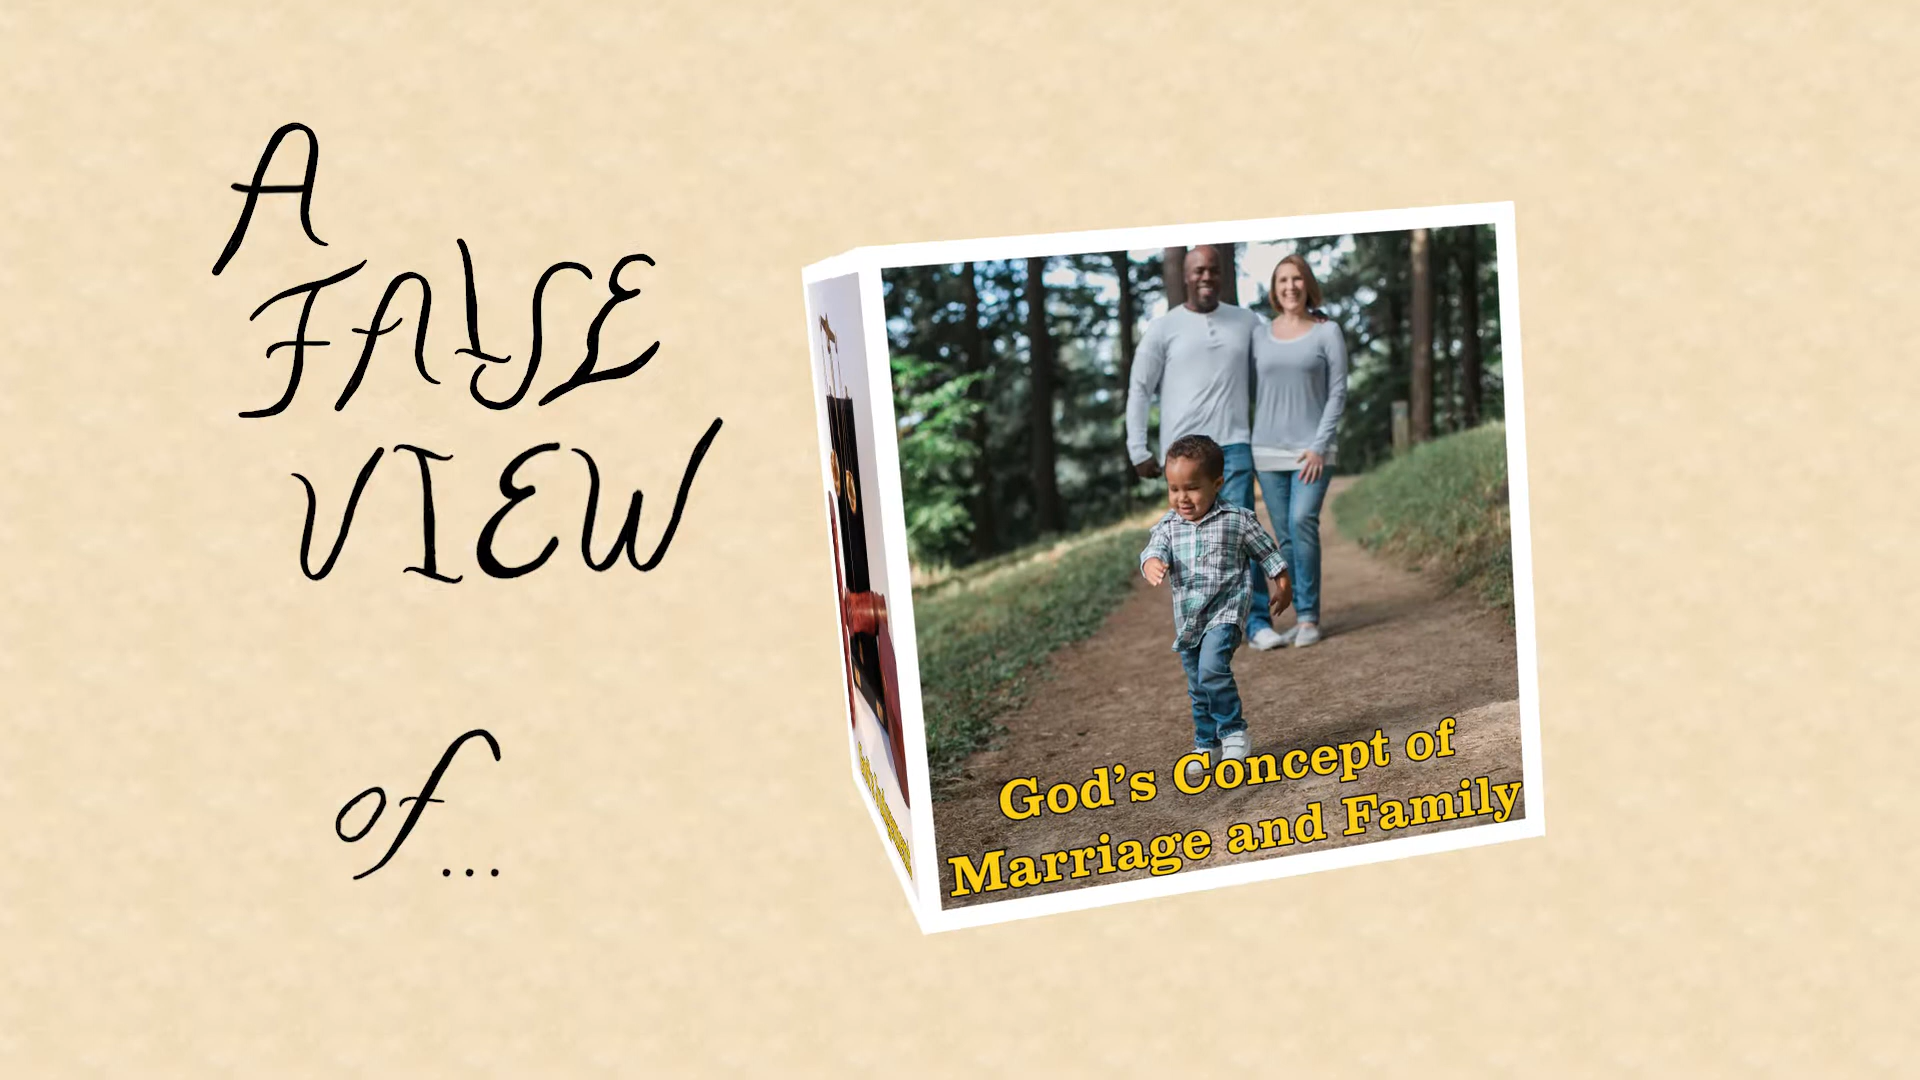 A
FALSE
VIEW
of...
God's Concept of
Marriage and Family